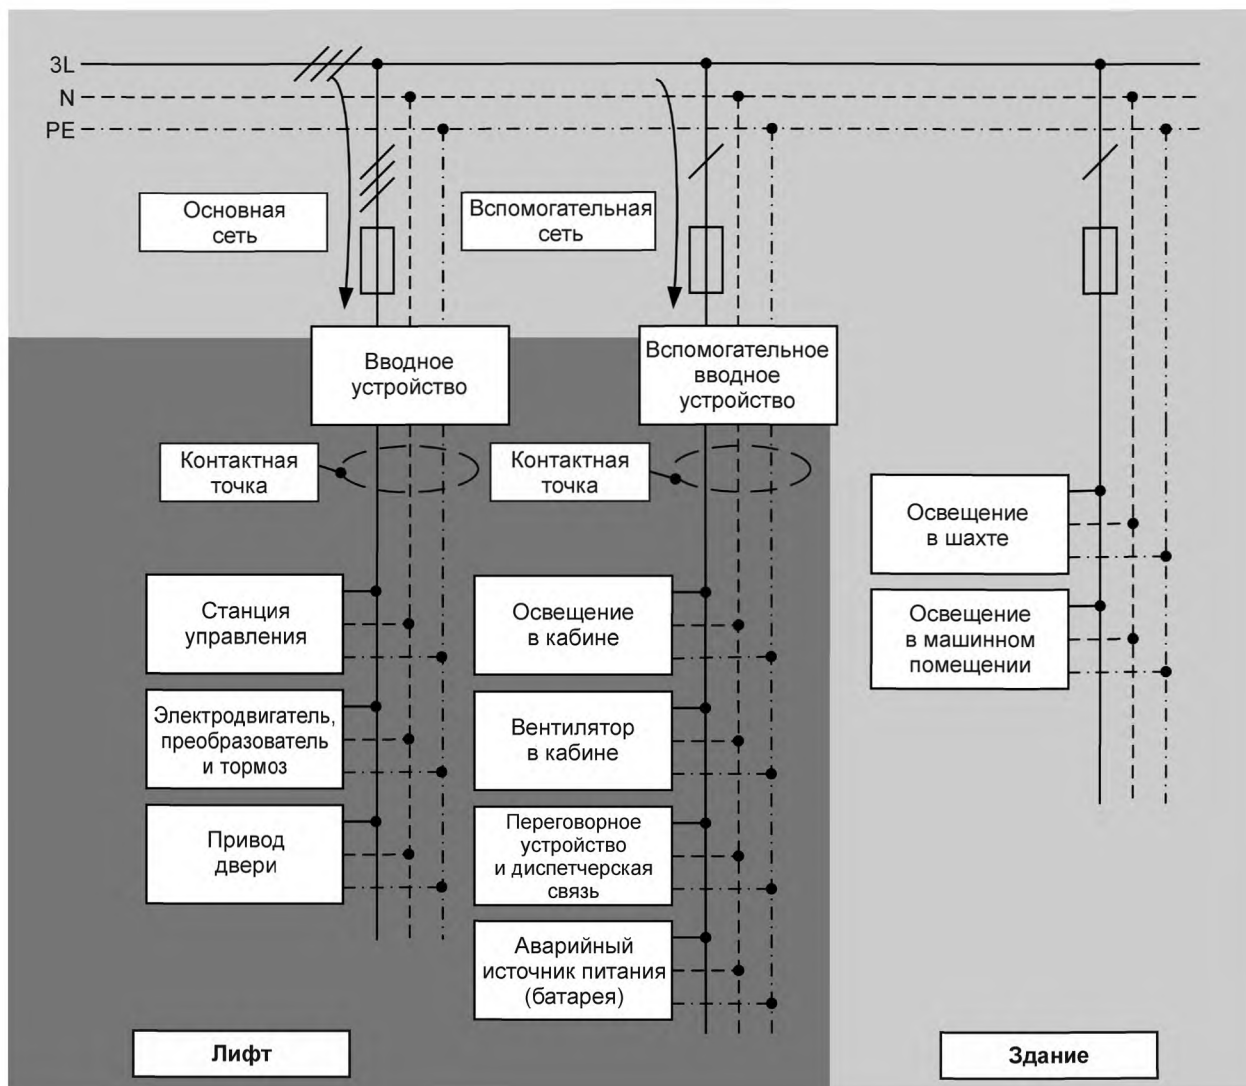 3L
N
PE
Основная
сеть
Вспомогательная
сеть
Вводное
устройство
Вспомогательное
вводное
устройство
Контактная
точка
Контактная
точка
Освещение
в шахте
Станция
управления
Освещение
в кабине
Освещение
в машинном
помещении
Электродвигатель,
преобразователь
и тормоз
Вентилятор
в кабине
Привод
двери
Переговорное
устройство
и диспетчерская
связь
Аварийный
источник питания
(батарея)
Лифт
Здание